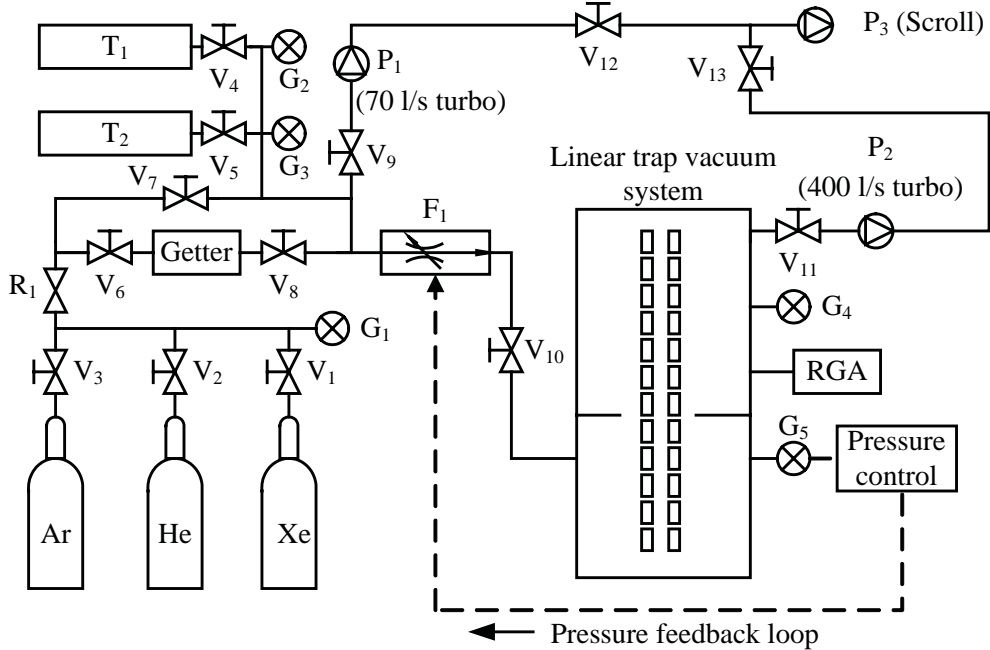 T₁
V₄
G₂
T₂
V₅
G₃
P₁
(70 l/s turbo)
V₉
V₁₂
P₃ (Scroll)
V₁₃
P₂
(400 l/s turbo)
V₁₁
Linear trap vacuum
system
V₇
F₁
Getter
V₆
V₈
R₁
G₁
V₃
V₂
V₁
V₁₀
G₄
RGA
G₅
Pressure
control
Ar
He
Xe
Pressure feedback loop